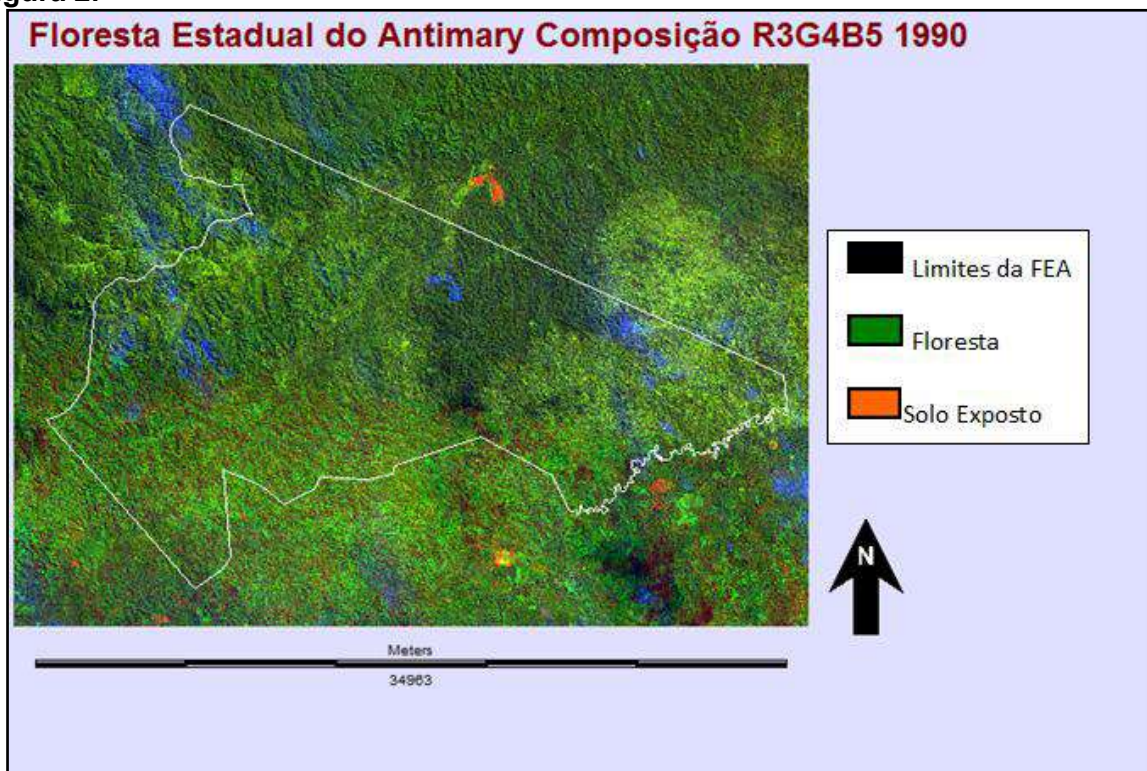 Floresta Estadual do Antimary Composição R3G4B5 1990
Limites da FEA
Floresta
Solo Exposto
N
Meters
34963